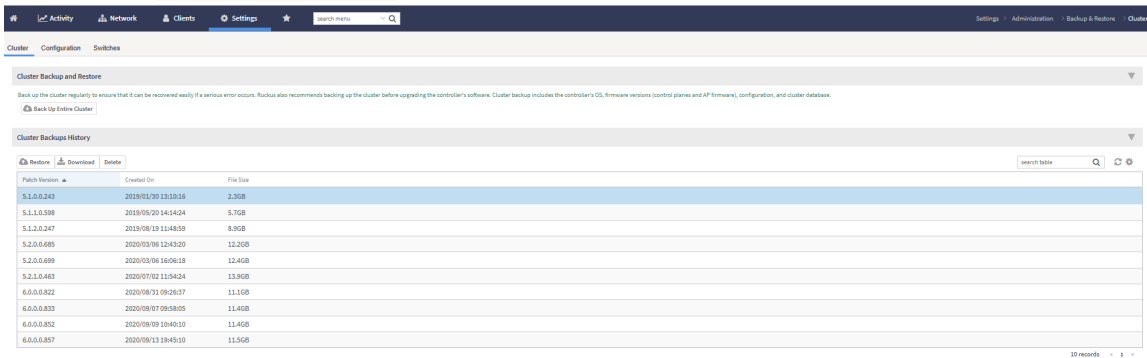 Activity Network Clients Settings search menu Settings > Administration > Backup & Restore > Cluster
Cluster Configuration Switches
Cluster Backup and Restore
Back up the cluster regularly to ensure that it can be recovered easily if a serious error occurs. Ruckus also recommends backing up the cluster before upgrading the controller's software. Cluster backup includes the controller's OS, firmware versions (control planes and AP firmware), configuration, and cluster database.
Back Up Entire Cluster
Cluster Backups History
Restore Download Delete search table
Patch Version Created On File Size
5.1.0.0.243 2019/01/30 13:10:16 2.3GB
5.1.1.0.598 2019/05/20 14:14:24 5.7GB
5.1.2.0.247 2019/08/19 11:48:59 8.9GB
5.2.0.0.685 2020/03/06 12:43:20 12.2GB
5.2.0.0.699 2020/03/06 16:06:18 12.4GB
5.2.1.0.463 2020/07/02 11:54:24 13.9GB
6.0.0.0.822 2020/08/31 09:26:37 11.1GB
6.0.0.0.833 2020/09/07 09:58:05 11.4GB
6.0.0.0.852 2020/09/09 10:40:10 11.4GB
6.0.0.0.857 2020/09/13 19:45:10 11.5GB
10 records 1